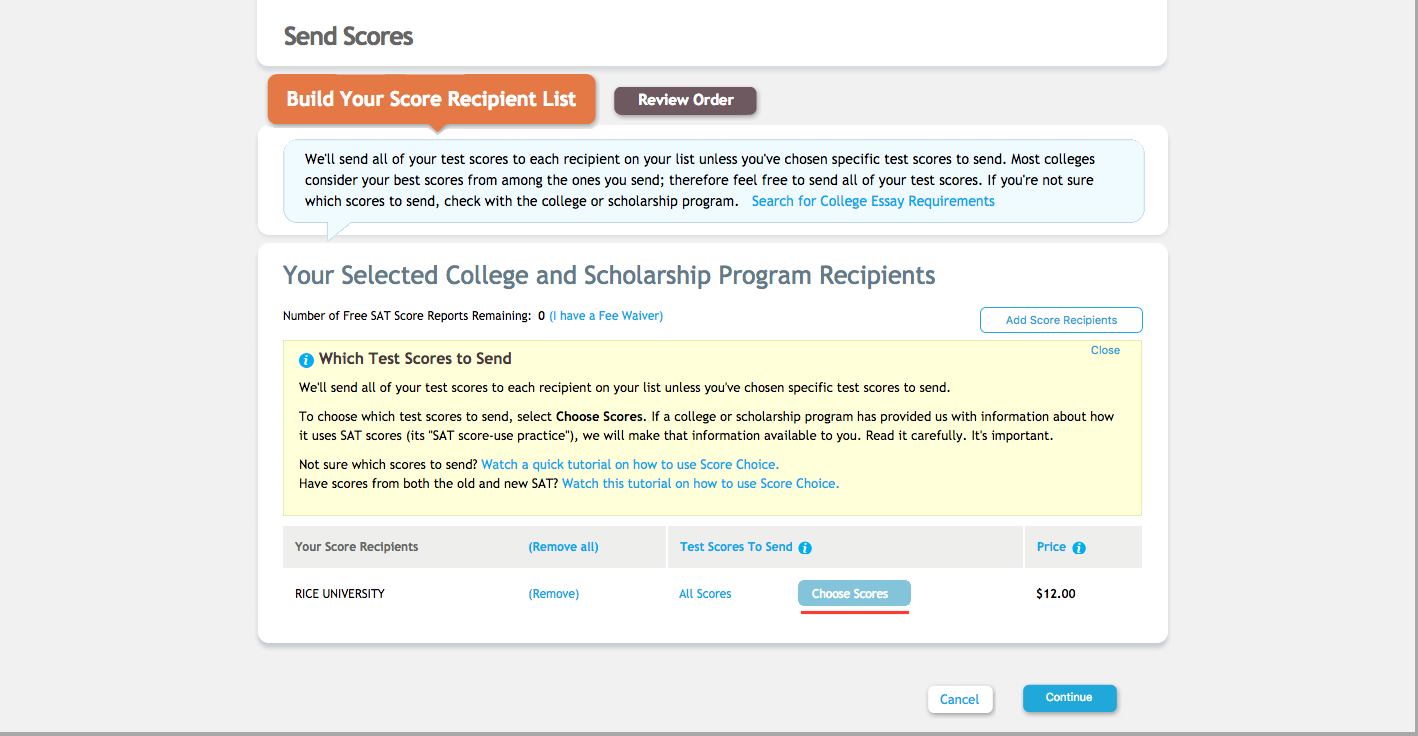 Send Scores
Build Your Score Recipient List
Review Order
We'll send all of your test scores to each recipient on your list unless you've chosen specific test scores to send. Most colleges
consider your best scores from among the ones you send; therefore feel free to send all of your test scores. If you're not sure
which scores to send, check with the college or scholarship program. Search for College Essay Requirements
Your Selected College and Scholarship Program Recipients
Number of Free SAT Score Reports Remaining: 0 (I have a Fee Waiver)
Add Score Recipients
Which Test Scores to Send
Close
We'll send all of your test scores to each recipient on your list unless you've chosen specific test scores to send.
To choose which test scores to send, select Choose Scores. If a college or scholarship program has provided us with information about how
it uses SAT scores (its "SAT score-use practice"), we will make that information available to you. Read it carefully. It's important.
Not sure which scores to send? Watch a quick tutorial on how to use Score Choice.
Have scores from both the old and new SAT? Watch this tutorial on how to use Score Choice.
Your Score Recipients (Remove all) Test Scores To Send i Price i
RICE UNIVERSITY (Remove) All Scores Choose Scores $12.00
Cancel Continue